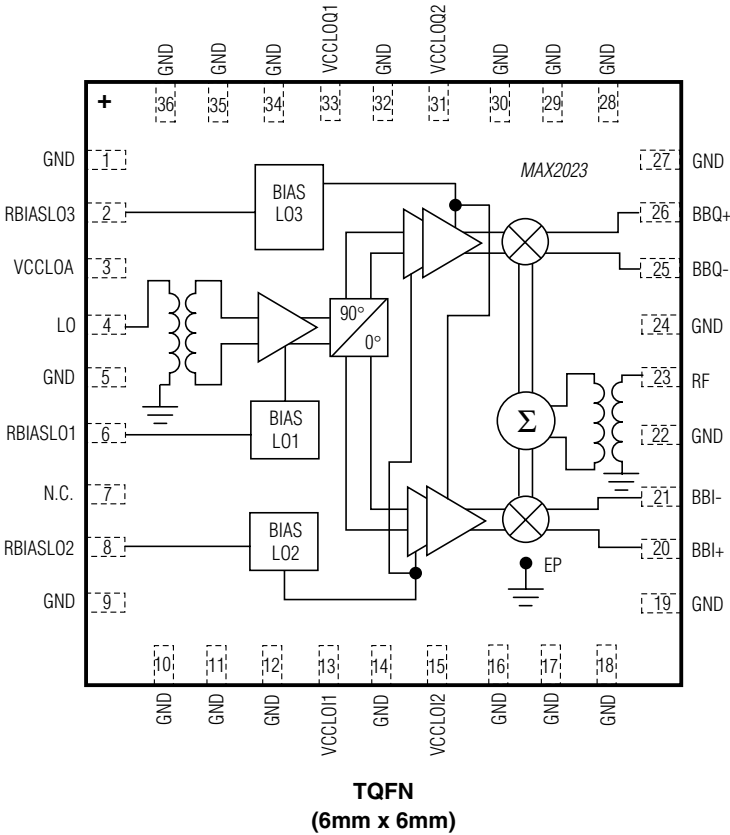 GND GND GND VCCLOQ1 GND VCCLOQ2 GND GND GND
+ 36 35 34 33 32 31 30 29 28
GND 1
MAX2023
27 GND
BIAS
LO3
RBIASLO3 2
26 BBQ+
VCCLOA 3
25 BBQ-
LO 4
90°
0°
24 GND
GND 5
23 RF
BIAS
LO1
Σ
RBIASLO1 6
22 GND
N.C. 7
21 BBI-
BIAS
LO2
RBIASLO2 8
20 BBI+
EP
GND 9
19 GND
10 11 12 13 14 15 16 17 18
GND GND GND VCCLOI1 GND VCCLOI2 GND GND GND
TQFN
(6mm x 6mm)